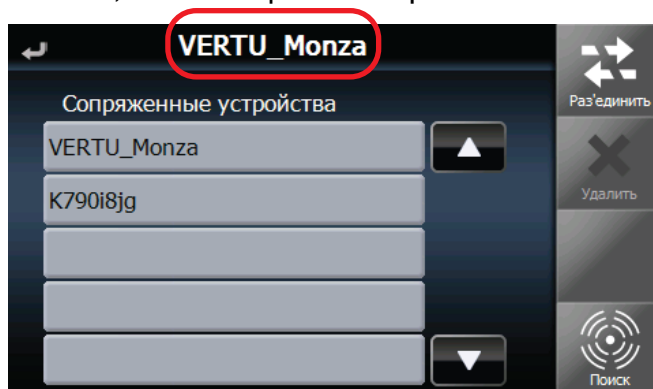 VERTU_Monza
Сопряженные устройства
VERTU_Monza
K790i8jg
Раз'единить
Удалить
Поиск